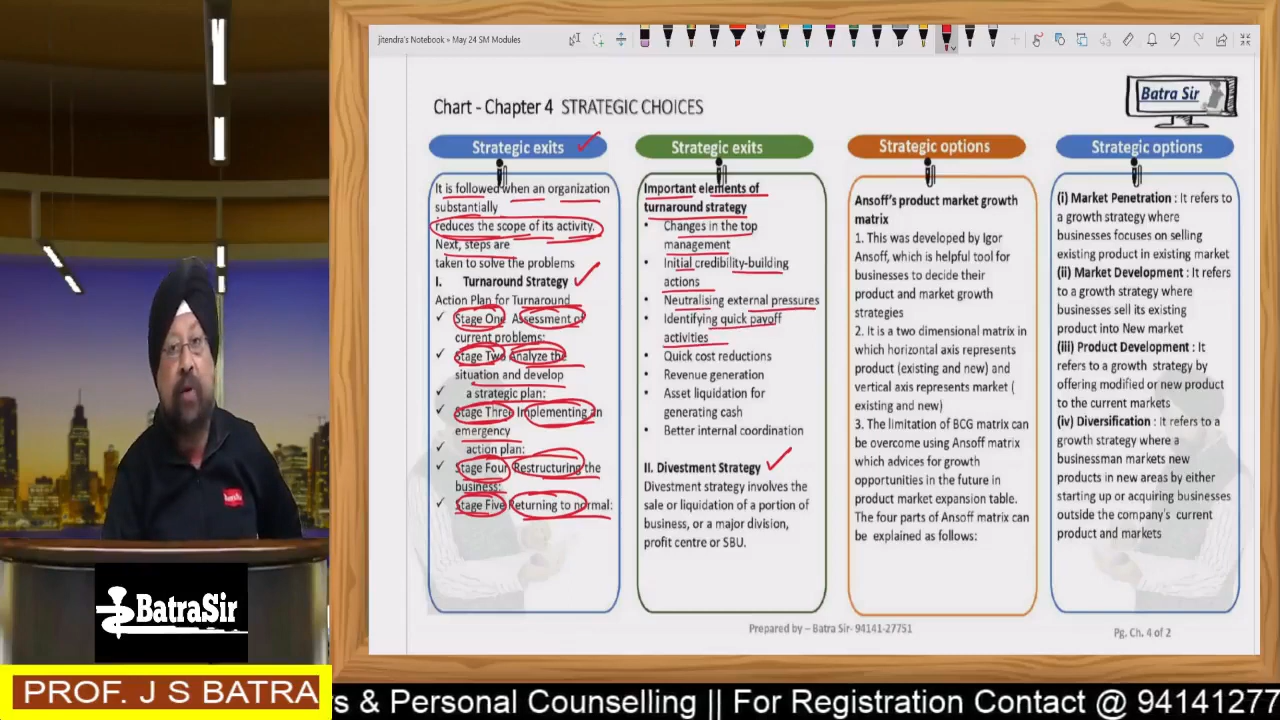 jitendra's Notebook » May 24 SM Modules
Chart - Chapter 4 STRATEGIC CHOICES
Batra Sir
Strategic exits
It is followed when an organization
substantially
reduces the scope of its activity.
Next, steps are
taken to solve the problems
I. Turnaround Strategy
Action Plan for Turnaround
✓ Stage One Assessment of
current problems:
✓ Stage Two Analyze the
situation and develop
✓ a strategic plan:
✓ Stage Three Implementing an
emergency
✓ action plan:
✓ Stage Four Restructuring the
business:
✓ Stage Five Returning to normal:
Strategic exits
Important elements of
turnaround strategy
• Changes in the top
management
• Initial credibility-building
actions
• Neutralising external pressures
• Identifying quick payoff
activities
• Quick cost reductions
• Revenue generation
• Asset liquidation for
generating cash
• Better internal coordination
II. Divestment Strategy
Divestment strategy involves the
sale or liquidation of a portion of
business, or a major division,
profit centre or SBU.
Strategic options
Ansoff's product market growth
matrix
1. This was developed by Igor
Ansoff, which is helpful tool for
businesses to decide their
product and market growth
strategies
2. It is a two dimensional matrix in
which horizontal axis represents
product (existing and new) and
vertical axis represents market (
existing and new)
3. The limitation of BCG matrix can
be overcome using Ansoff matrix
which advices for growth
opportunities in the future in
product market expansion table.
The four parts of Ansoff matrix can
be explained as follows:
Strategic options
(i) Market Penetration : It refers to
a growth strategy where
businesses focuses on selling
existing product in existing market
(ii) Market Development : It refers
to a growth strategy where
businesses sell its existing
product into New market
(iii) Product Development : It
refers to a growth strategy by
offering modified or new product
to the current markets
(iv) Diversification : It refers to a
growth strategy where a
businessman markets new
products in new areas by either
starting up or acquiring businesses
outside the company's current
product and markets
Prepared by – Batra Sir- 94141-27751
Pg. Ch. 4 of 2
BatraSir
PROF. J S BATRA
s & Personal Counselling || For Registration Contact @ 94141277